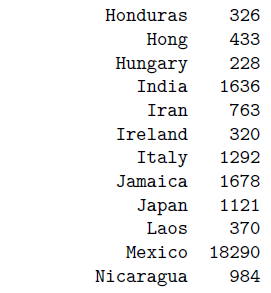 Honduras 326
Hong 433
Hungary 228
India 1636
Iran 763
Ireland 320
Italy 1292
Jamaica 1678
Japan 1121
Laos 370
Mexico 18290
Nicaragua 984